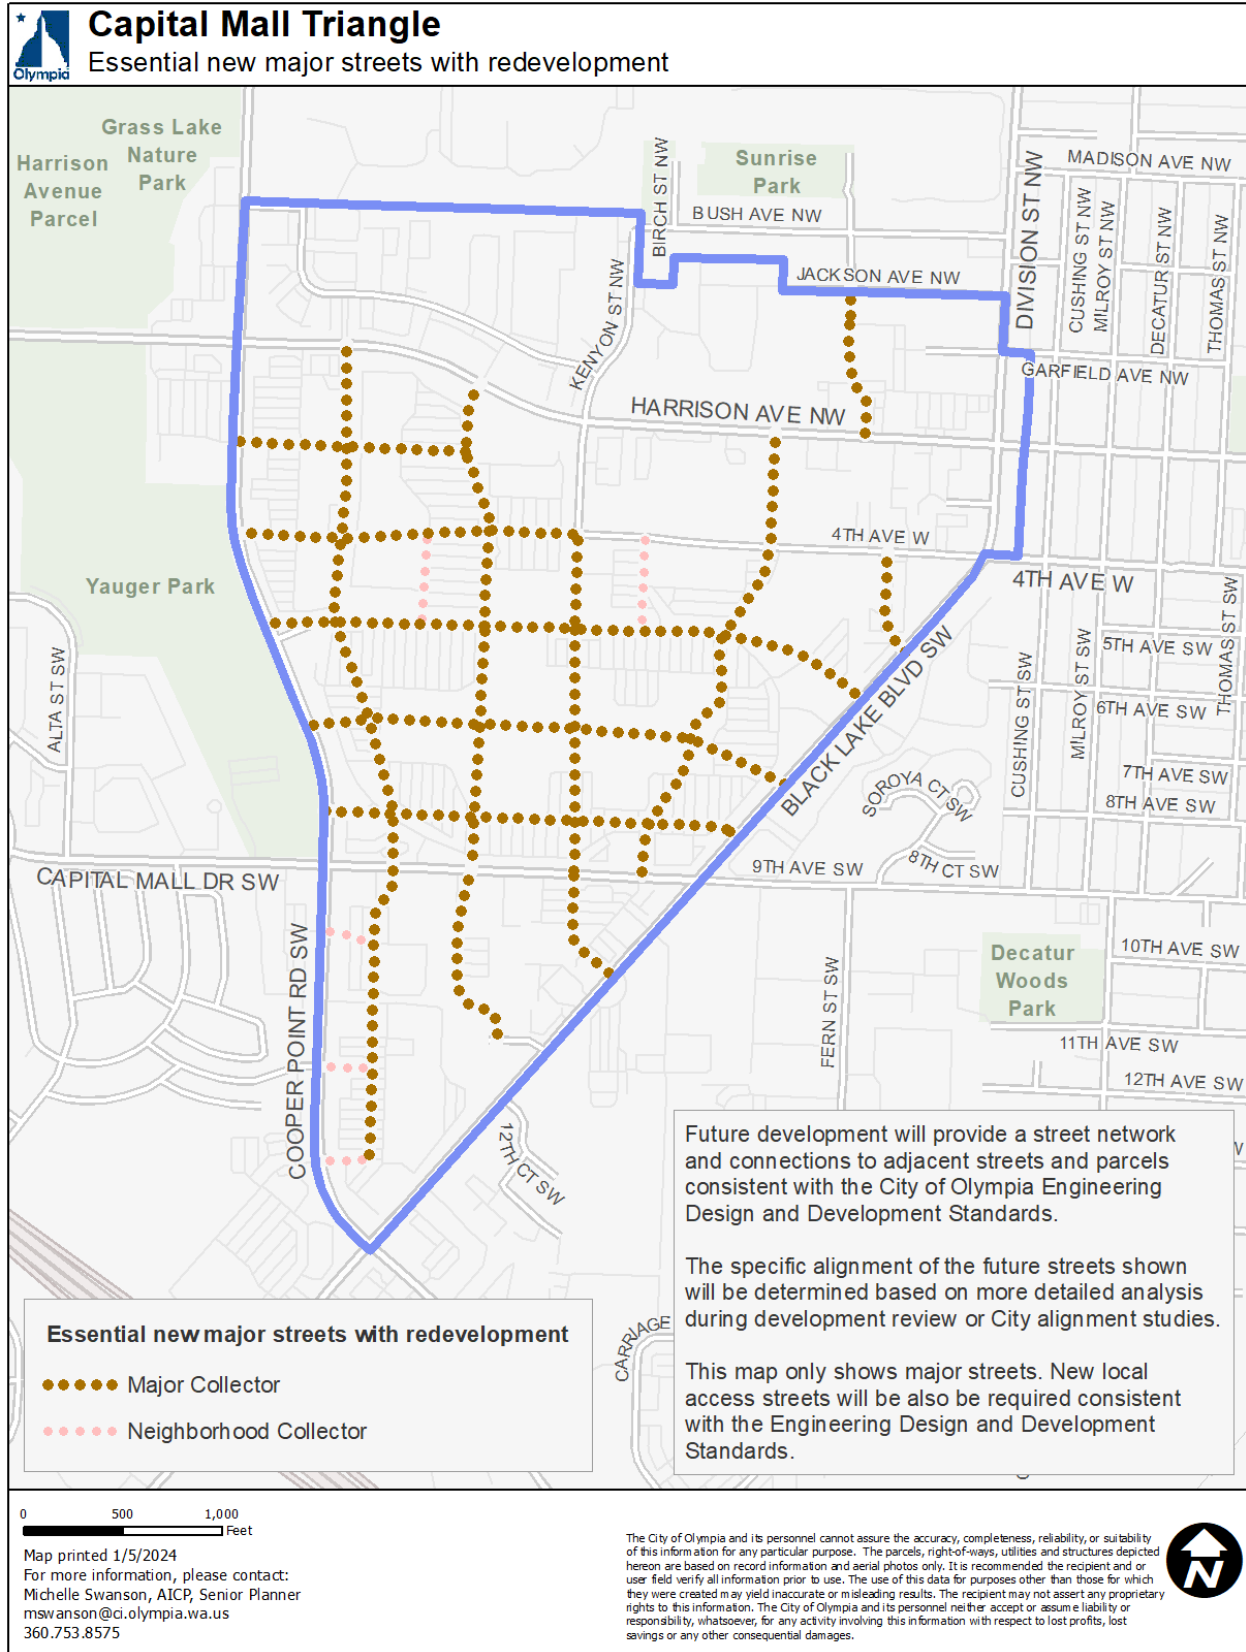 Capital Mall Triangle
Essential new major streets with redevelopment
Olympia
Grass Lake
Nature
Park
Harrison
Avenue
Parcel
Sunrise
Park
BIRCH ST NW
BUSH AVE NW
JACKSON AVE NW
DIVISION ST NW
MADISON AVE NW
CUSHING ST NW
MILROY ST NW
DECATUR ST NW
THOMAS ST NW
GARFIELD AVE NW
KENYON ST NW
HARRISON AVE NW
4TH AVE W
4TH AVE W
Yauger Park
ALTA ST SW
BLACK LAKE BLVD SW
CUSHING ST SW
MILROY ST SW
THOMAS ST SW
5TH AVE SW
6TH AVE SW
7TH AVE SW
8TH AVE SW
SOROYA CT SW
8TH CT SW
9TH AVE SW
CAPITAL MALL DR SW
COOPER POINT RD SW
FERN ST SW
Decatur
Woods
Park
10TH AVE SW
11TH AVE SW
12TH AVE SW
12TH CT SW
CARRIAGE
Future development will provide a street network
and connections to adjacent streets and parcels
consistent with the City of Olympia Engineering
Design and Development Standards.
The specific alignment of the future streets shown
will be determined based on more detailed analysis
during development review or City alignment studies.
This map only shows major streets. New local
access streets will be also be required consistent
with the Engineering Design and Development
Standards.
Essential new major streets with redevelopment
Major Collector
Neighborhood Collector
0 500 1,000
Feet
Map printed 1/5/2024
For more information, please contact:
Michelle Swanson, AICP, Senior Planner
mswanson@ci.olympia.wa.us
360.753.8575
The City of Olympia and its personnel cannot assure the accuracy, completeness, reliability, or suitability
of this information for any particular purpose. The parcels, right-of-ways, utilities and structures depicted
hereon are based on record information and aerial photos only. It is recommended the recipient and or
user field verify all information prior to use. The use of this data for purposes other than those for which
they were created may yield inaccurate or misleading results. The recipient may not assert any proprietary
rights to this information. The City of Olympia and its personnel neither accept or assume liability or
responsibility, whatsoever, for any activity involving this information with respect to lost profits, lost
savings or any other consequential damages.
N